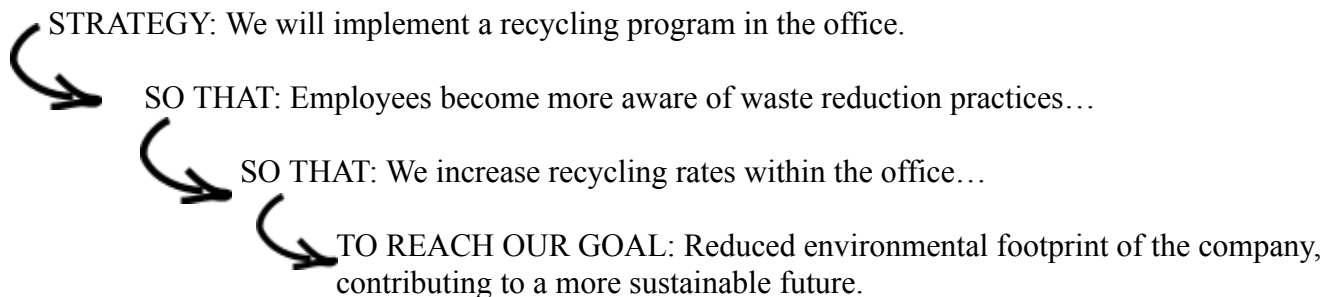 STRATEGY: We will implement a recycling program in the office.
SO THAT: Employees become more aware of waste reduction practices…
SO THAT: We increase recycling rates within the office…
TO REACH OUR GOAL: Reduced environmental footprint of the company,
contributing to a more sustainable future.